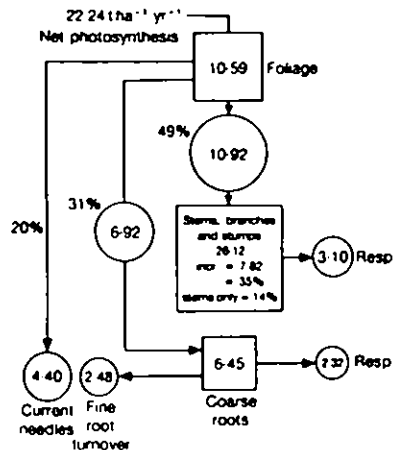 22·24 t ha⁻¹ yr⁻¹
Net photosynthesis
10·59
Foliage
49%
10·92
31%
6·92
20%
Stems, branches
and stumps
26·12
incr = 7·82
= 35%
stems only = 14%
3·10
Resp
4·40
2·48
6·45
2·32
Resp
Current
needles
Fine
root
turnover
Coarse
roots